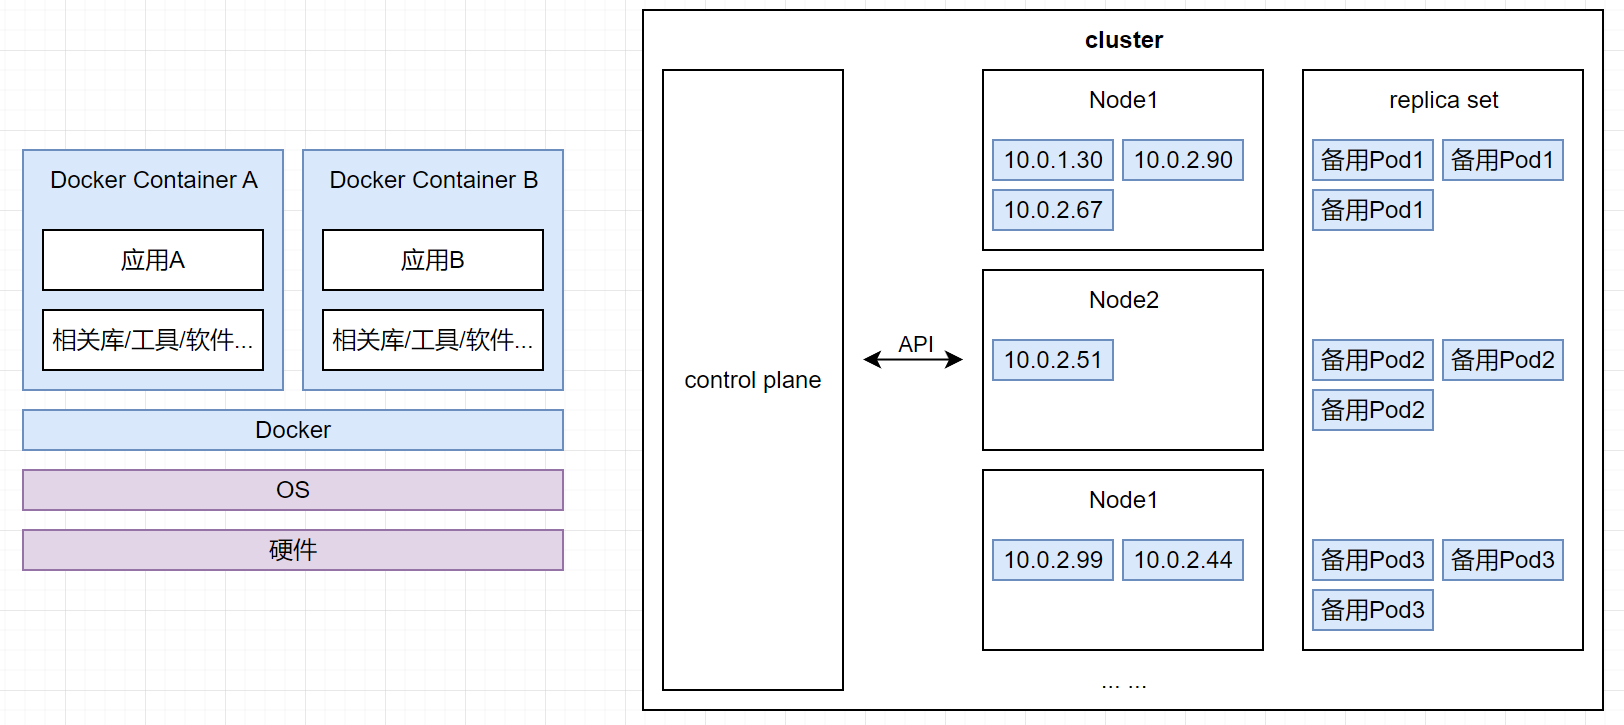 Docker Container A
应用A
相关库/工具/软件...
Docker Container B
应用B
相关库/工具/软件...
Docker
OS
硬件
cluster
control plane
API
Node1
10.0.1.30
10.0.2.90
10.0.2.67
Node2
10.0.2.51
Node1
10.0.2.99
10.0.2.44
... ...
replica set
备用Pod1
备用Pod1
备用Pod1
备用Pod2
备用Pod2
备用Pod2
备用Pod3
备用Pod3
备用Pod3